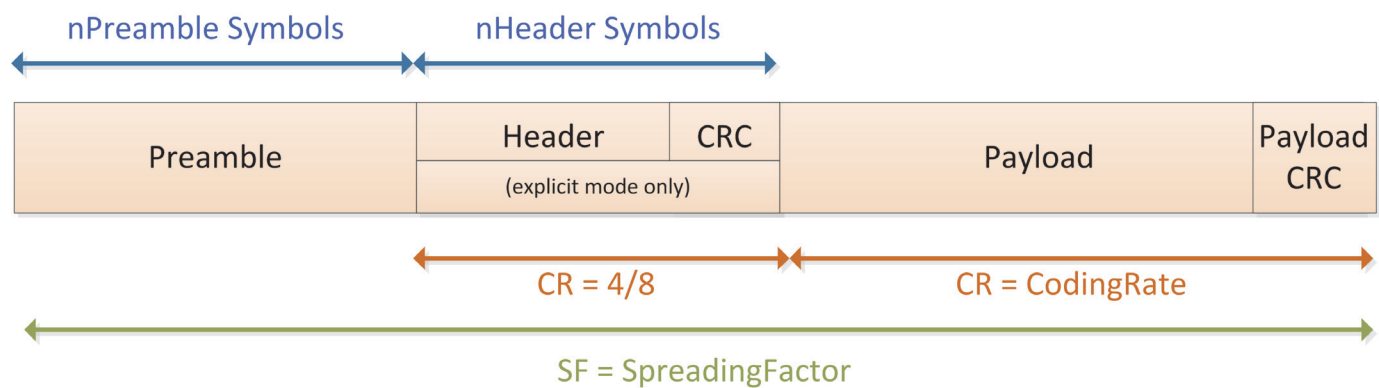 nPreamble Symbols
nHeader Symbols
Preamble
Header
CRC
(explicit mode only)
Payload
Payload
CRC
CR = 4/8
CR = CodingRate
SF = SpreadingFactor